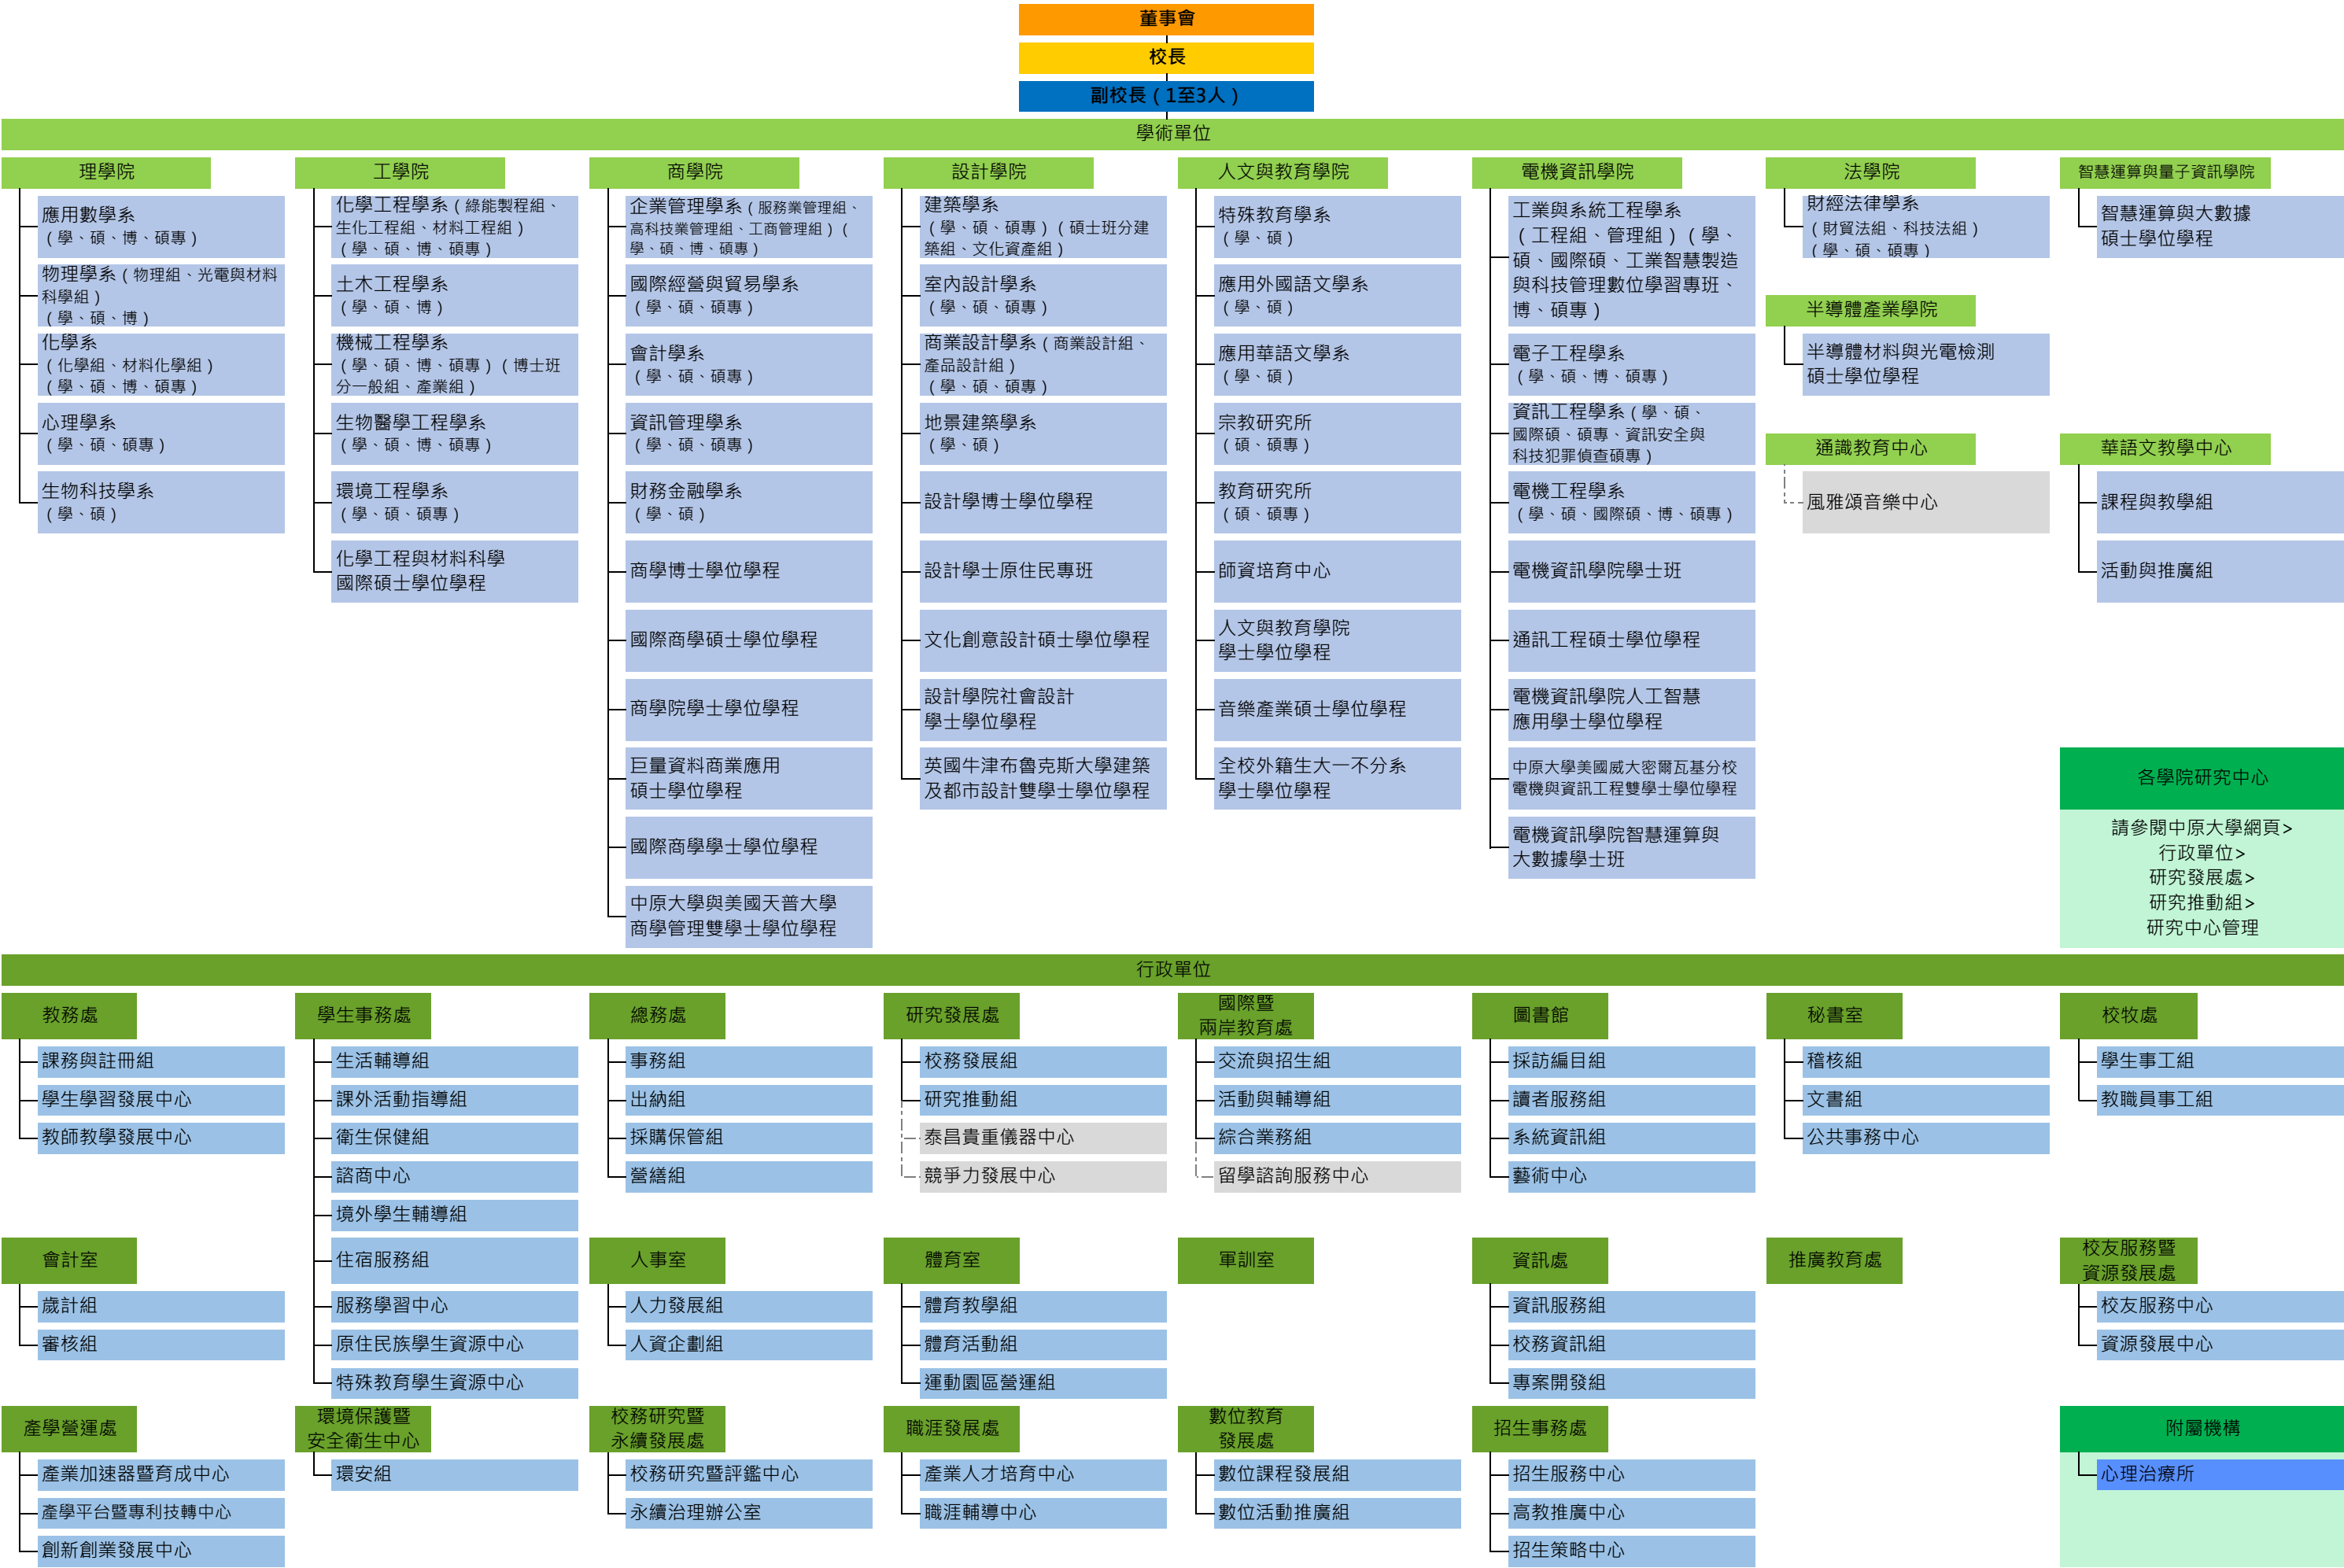 董事會
校長
副校長（1至3人）
學術單位
理學院
應用數學系
（學、碩、博、碩專）
物理學系（物理組、光電與材料
科學組）
（學、碩、博）
化學系
（化學組、材料化學組）
（學、碩、博、碩專）
心理學系
（學、碩、碩專）
生物科技學系
（學、碩）
工學院
化學工程學系（綠能製程組、
生化工程組、材料工程組）
（學、碩、博、碩專）
土木工程學系
（學、碩、博）
機械工程學系
（學、碩、博、碩專）（博士班
分一般組、產業組）
生物醫學工程學系
（學、碩、博、碩專）
環境工程學系
（學、碩、碩專）
化學工程與材料科學
國際碩士學位學程
商學院
企業管理學系（服務業管理組、
高科技業管理組、工商管理組）（
學、碩、博、碩專）
國際經營與貿易學系
（學、碩、碩專）
會計學系
（學、碩、碩專）
資訊管理學系
（學、碩、碩專）
財務金融學系
（學、碩）
商學博士學位學程
國際商學碩士學位學程
商學院學士學位學程
巨量資料商業應用
碩士學位學程
國際商學學士學位學程
中原大學與美國天普大學
商學管理雙學士學位學程
設計學院
建築學系
（學、碩、碩專）（碩士班分建
築組、文化資產組）
室內設計學系
（學、碩、碩專）
商業設計學系（商業設計組、
產品設計組）
（學、碩、碩專）
地景建築學系
（學、碩）
設計學博士學位學程
設計學士原住民專班
文化創意設計碩士學位學程
設計學院社會設計
學士學位學程
英國牛津布魯克斯大學建築
及都市設計雙學士學位學程
人文與教育學院
特殊教育學系
（學、碩）
應用外國語文學系
（學、碩）
應用華語文學系
（學、碩）
宗教研究所
（碩、碩專）
教育研究所
（碩、碩專）
師資培育中心
人文與教育學院
學士學位學程
音樂產業碩士學位學程
全校外籍生大一不分系
學士學位學程
電機資訊學院
工業與系統工程學系
（工程組、管理組）（學、
碩、國際碩、工業智慧製造
與科技管理數位學習專班、
博、碩專）
電子工程學系
（學、碩、博、碩專）
資訊工程學系（學、碩、
國際碩、碩專、資訊安全與
科技犯罪偵查碩專）
電機工程學系
（學、碩、國際碩、博、碩專）
電機資訊學院學士班
通訊工程碩士學位學程
電機資訊學院人工智慧
應用學士學位學程
中原大學美國威大密爾瓦基分校
電機與資訊工程雙學士學位學程
電機資訊學院智慧運算與
大數據學士班
法學院
財經法律學系
（財貿法組、科技法組）
（學、碩、碩專）
半導體產業學院
半導體材料與光電檢測
碩士學位學程
通識教育中心
風雅頌音樂中心
智慧運算與量子資訊學院
智慧運算與大數據
碩士學位學程
華語文教學中心
課程與教學組
活動與推廣組
各學院研究中心
請參閱中原大學網頁>
行政單位>
研究發展處>
研究推動組>
研究中心管理
行政單位
教務處
課務與註冊組
學生學習發展中心
教師教學發展中心
學生事務處
生活輔導組
課外活動指導組
衛生保健組
諮商中心
境外學生輔導組
住宿服務組
服務學習中心
原住民族學生資源中心
特殊教育學生資源中心
總務處
事務組
出納組
採購保管組
營繕組
研究發展處
校務發展組
研究推動組
泰昌貴重儀器中心
競爭力發展中心
國際暨
兩岸教育處
交流與招生組
活動與輔導組
綜合業務組
留學諮詢服務中心
圖書館
採訪編目組
讀者服務組
系統資訊組
藝術中心
秘書室
稽核組
文書組
公共事務中心
校牧處
學生事工組
教職員事工組
會計室
歲計組
審核組
人事室
人力發展組
人資企劃組
體育室
體育教學組
體育活動組
運動園區營運組
軍訓室
資訊處
資訊服務組
校務資訊組
專案開發組
推廣教育處
校友服務暨
資源發展處
校友服務中心
資源發展中心
產學營運處
產業加速器暨育成中心
產學平台暨專利技轉中心
創新創業發展中心
環境保護暨
安全衛生中心
環安組
校務研究暨
永續發展處
校務研究暨評鑑中心
永續治理辦公室
職涯發展處
產業人才培育中心
職涯輔導中心
數位教育
發展處
數位課程發展組
數位活動推廣組
招生事務處
招生服務中心
高教推廣中心
招生策略中心
附屬機構
心理治療所